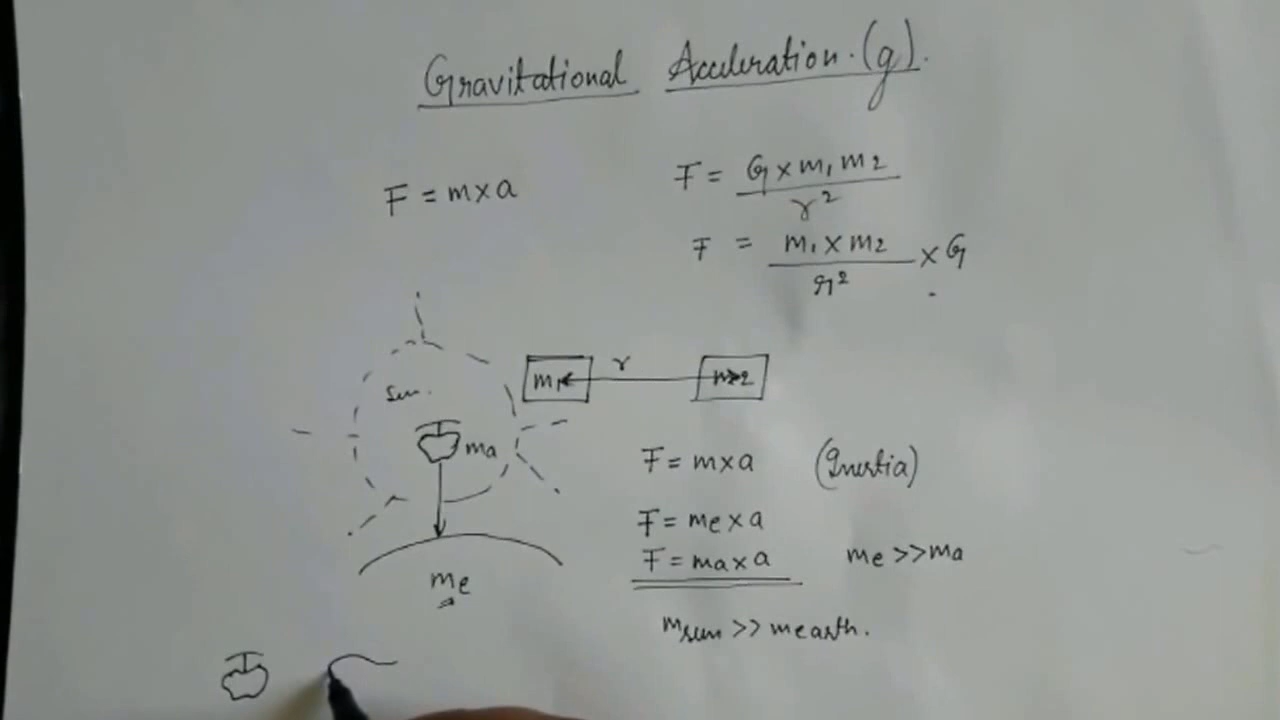 Gravitational Acceleration. (g).
F = m x a
F = G x m1 m2 / r²
F = m1 x m2 / r² x G
Sun.
m1 r m2
ma
F = m x a (Inertia)
F = me x a
F = ma x a me >> ma
me
msun >> mearth.